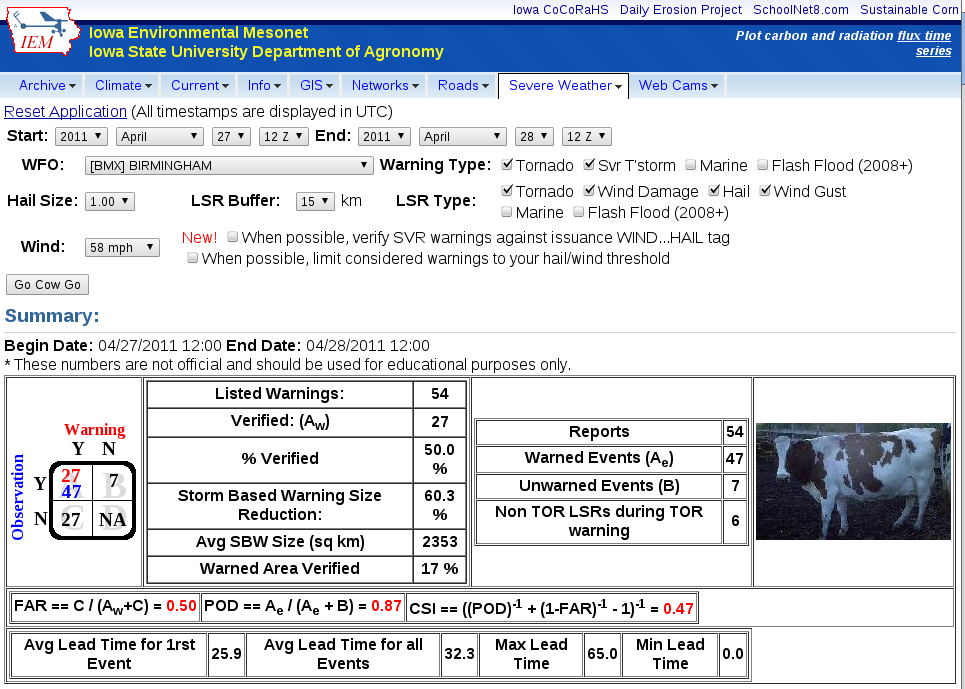 Iowa CoCoRaHS Daily Erosion Project SchoolNet8.com Sustainable Corn
IEM
Iowa Environmental Mesonet
Iowa State University Department of Agronomy
Plot carbon and radiation flux time
series
Archive Climate Current Info GIS Networks Roads Severe Weather Web Cams
Reset Application (All timestamps are displayed in UTC)
Start: 2011 April 27 12 Z End: 2011 April 28 12 Z
WFO: [BMX] BIRMINGHAM Warning Type: Tornado Svr T'storm Marine Flash Flood (2008+)
Hail Size: 1.00 LSR Buffer: 15 km LSR Type: Tornado Wind Damage Hail Wind Gust
Marine Flash Flood (2008+)
Wind: 58 mph New! When possible, verify SVR warnings against issuance WIND...HAIL tag
When possible, limit considered warnings to your hail/wind threshold
Go Cow Go
Summary:
Begin Date: 04/27/2011 12:00 End Date: 04/28/2011 12:00
* These numbers are not official and should be used for educational purposes only.
Warning
Y N
Observation
Y 27 47 A 7 B
N 27 C NA D
Listed Warnings: 54
Verified: (Aw) 27
% Verified 50.0
%
Storm Based Warning Size
Reduction: 60.3
%
Avg SBW Size (sq km) 2353
Warned Area Verified 17 %
Reports 54
Warned Events (Ae) 47
Unwarned Events (B) 7
Non TOR LSRs during TOR
warning 6
FAR == C / (Aw+C) = 0.50 POD == Ae / (Ae + B) = 0.87 CSI == ((POD)-1 + (1-FAR)-1 - 1)-1 = 0.47
Avg Lead Time for 1rst
Event 25.9 Avg Lead Time for all
Events 32.3 Max Lead
Time 65.0 Min Lead
Time 0.0